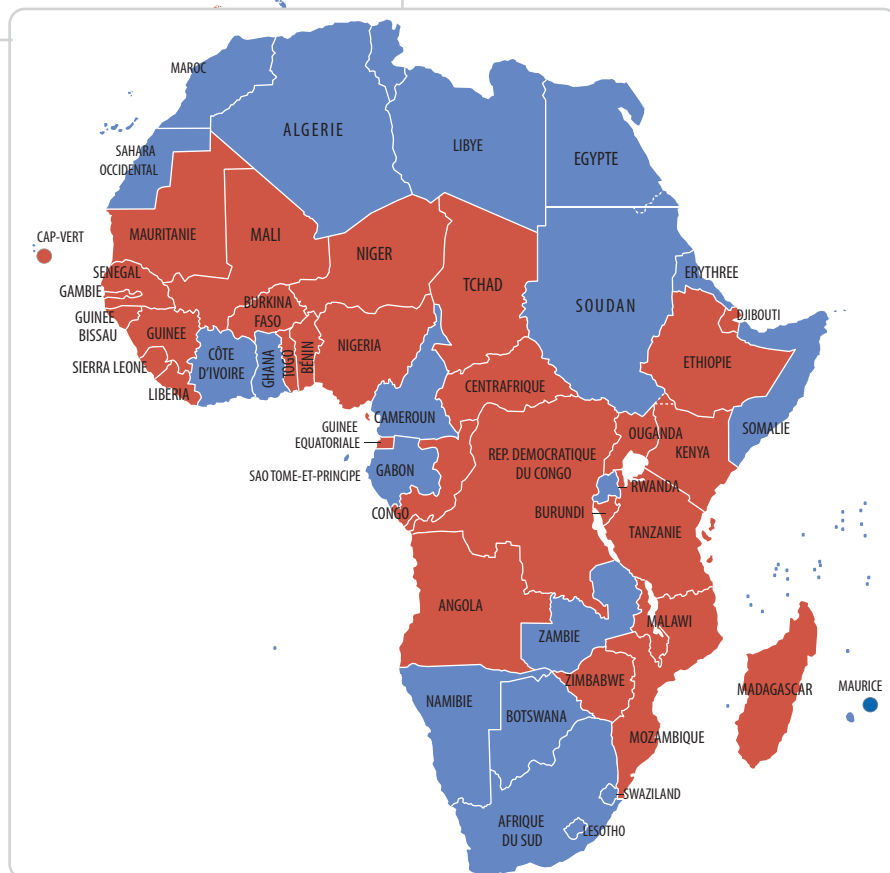 MAROC
ALGERIE
LIBYE
EGYPTE
SAHARA
OCCIDENTAL
CAP-VERT
MAURITANIE
MALI
NIGER
TCHAD
SOUDAN
ERYTHREE
SENEGAL
GAMBIE
GUINEE
BISSAU
GUINEE
BURKINA
FASO
DJIBOUTI
SIERRA LEONE
CÔTE
D'IVOIRE
GHANA
TOGO
BENIN
NIGERIA
ETHIOPIE
LIBERIA
CENTRAFRIQUE
CAMEROUN
SOMALIE
GUINEE
EQUATORIALE
OUGANDA
KENYA
REP. DEMOCRATIQUE
DU CONGO
SAO TOME-ET-PRINCIPE
GABON
RWANDA
CONGO
BURUNDI
TANZANIE
ANGOLA
MALAWI
ZAMBIE
ZIMBABWE
MADAGASCAR
MAURICE
NAMIBIE
BOTSWANA
MOZAMBIQUE
SWAZILAND
AFRIQUE
DU SUD
LESOTHO